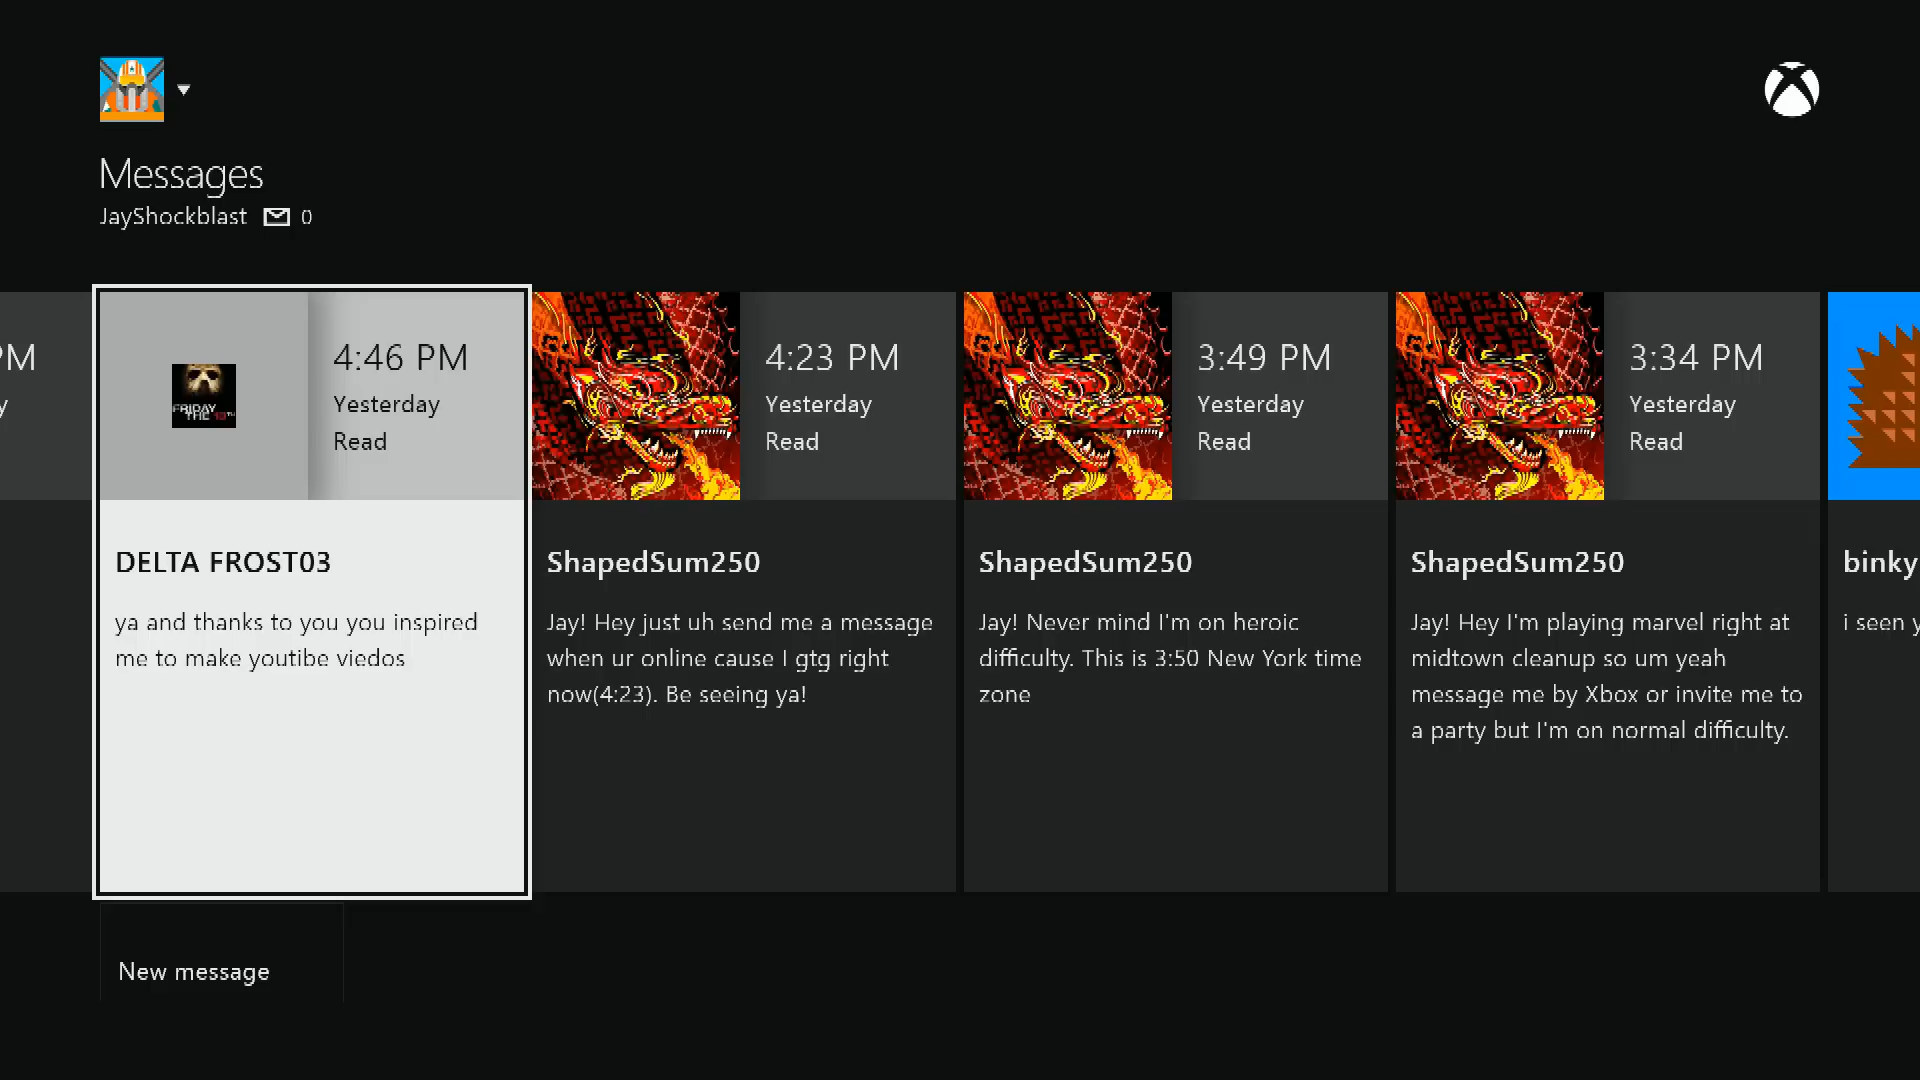 Messages
JayShockblast 0
PM
y
4:46 PM
Yesterday
Read
FRIDAY
THE 13TH
DELTA FROST03
ya and thanks to you you inspired
me to make youtibe viedos
4:23 PM
Yesterday
Read
ShapedSum250
Jay! Hey just uh send me a message
when ur online cause I gtg right
now(4:23). Be seeing ya!
3:49 PM
Yesterday
Read
ShapedSum250
Jay! Never mind I'm on heroic
difficulty. This is 3:50 New York time
zone
3:34 PM
Yesterday
Read
ShapedSum250
Jay! Hey I'm playing marvel right at
midtown cleanup so um yeah
message me by Xbox or invite me to
a party but I'm on normal difficulty.
binky
i seen y
New message